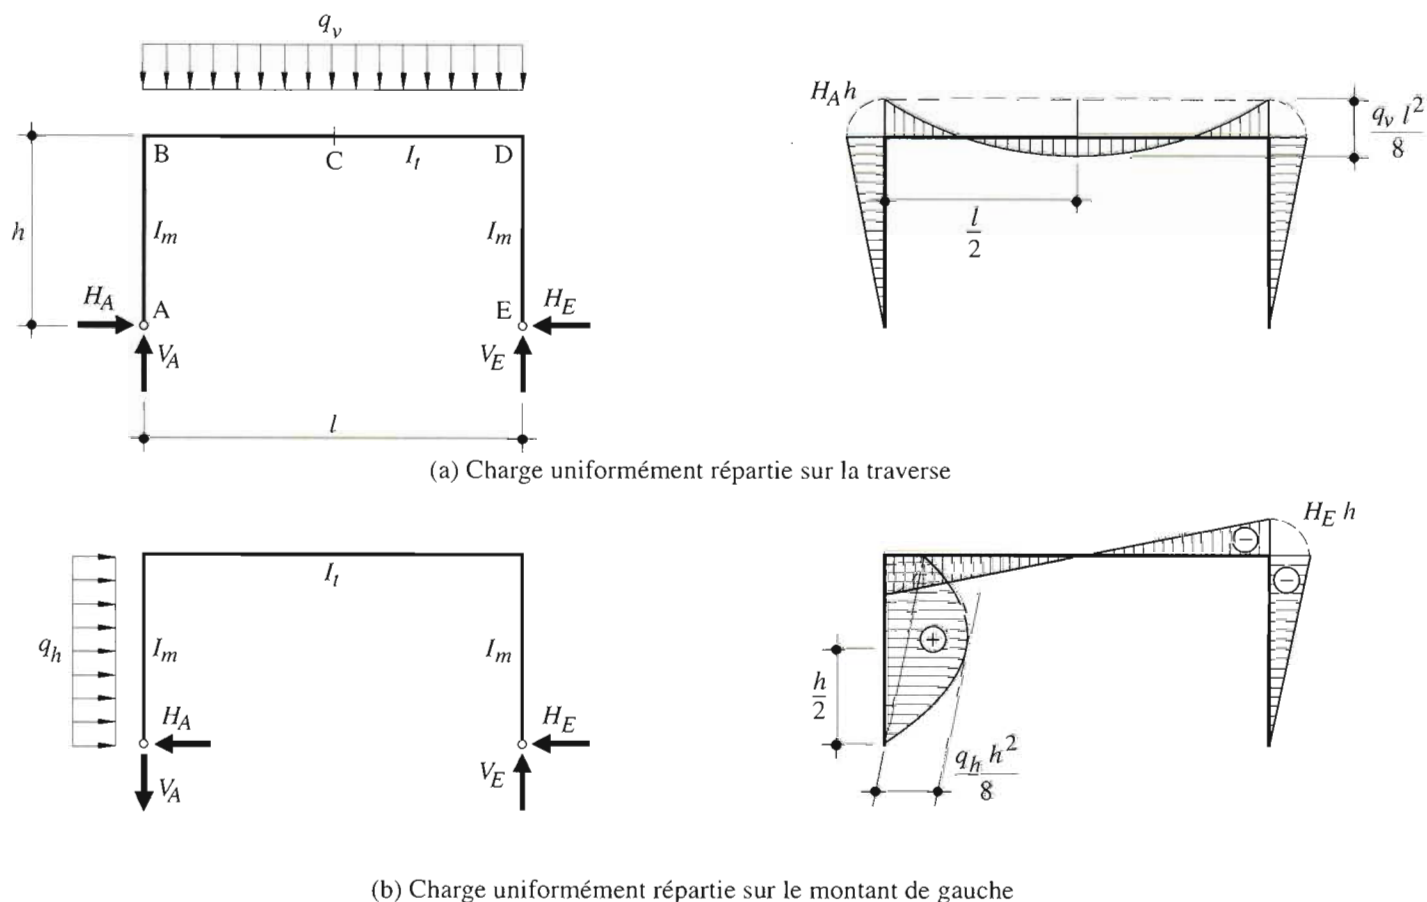 q_v
B
C
I_t
D
h
I_m
I_m
H_A
A
E
H_E
V_A
V_E
l
H_A h
q_v l^2
8
l
2
(a) Charge uniformément répartie sur la traverse
I_t
q_h
I_m
I_m
H_A
H_E
V_A
V_E
H_E h
−
−
+
h
2
q_h h^2
8
(b) Charge uniformément répartie sur le montant de gauche